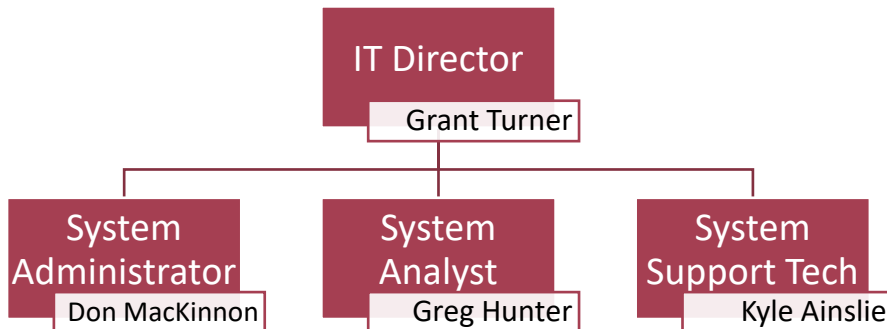 IT Director
Grant Turner
System
Administrator
Don MacKinnon
System
Analyst
Greg Hunter
System
Support Tech
Kyle Ainslie